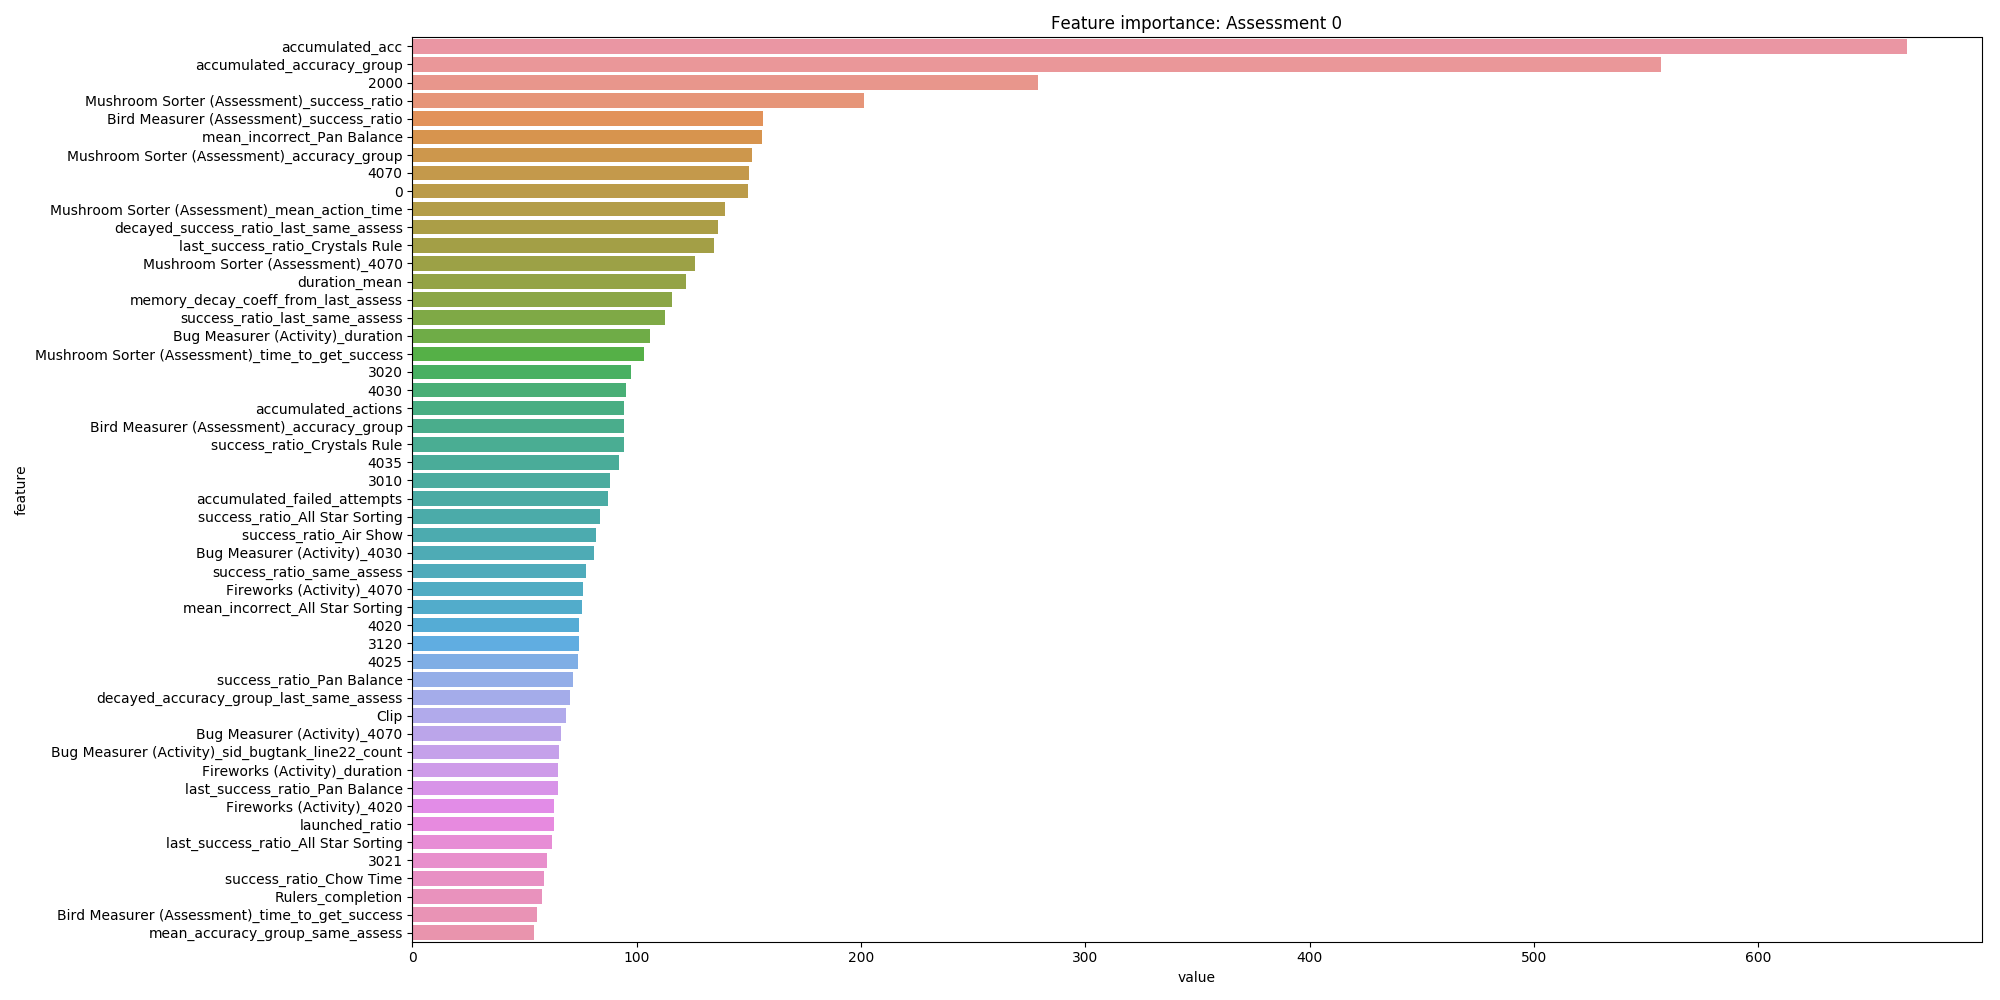 Feature importance: Assessment 0
accumulated_acc
accumulated_accuracy_group
2000
Mushroom Sorter (Assessment)_success_ratio
Bird Measurer (Assessment)_success_ratio
mean_incorrect_Pan Balance
Mushroom Sorter (Assessment)_accuracy_group
4070
0
Mushroom Sorter (Assessment)_mean_action_time
decayed_success_ratio_last_same_assess
last_success_ratio_Crystals Rule
Mushroom Sorter (Assessment)_4070
duration_mean
memory_decay_coeff_from_last_assess
success_ratio_last_same_assess
Bug Measurer (Activity)_duration
Mushroom Sorter (Assessment)_time_to_get_success
3020
4030
accumulated_actions
Bird Measurer (Assessment)_accuracy_group
success_ratio_Crystals Rule
4035
3010
accumulated_failed_attempts
success_ratio_All Star Sorting
success_ratio_Air Show
Bug Measurer (Activity)_4030
success_ratio_same_assess
Fireworks (Activity)_4070
mean_incorrect_All Star Sorting
4020
3120
4025
success_ratio_Pan Balance
decayed_accuracy_group_last_same_assess
Clip
Bug Measurer (Activity)_4070
Bug Measurer (Activity)_sid_bugtank_line22_count
Fireworks (Activity)_duration
last_success_ratio_Pan Balance
Fireworks (Activity)_4020
launched_ratio
last_success_ratio_All Star Sorting
3021
success_ratio_Chow Time
Rulers_completion
Bird Measurer (Assessment)_time_to_get_success
mean_accuracy_group_same_assess
feature
0 100 200 300 400 500 600
value